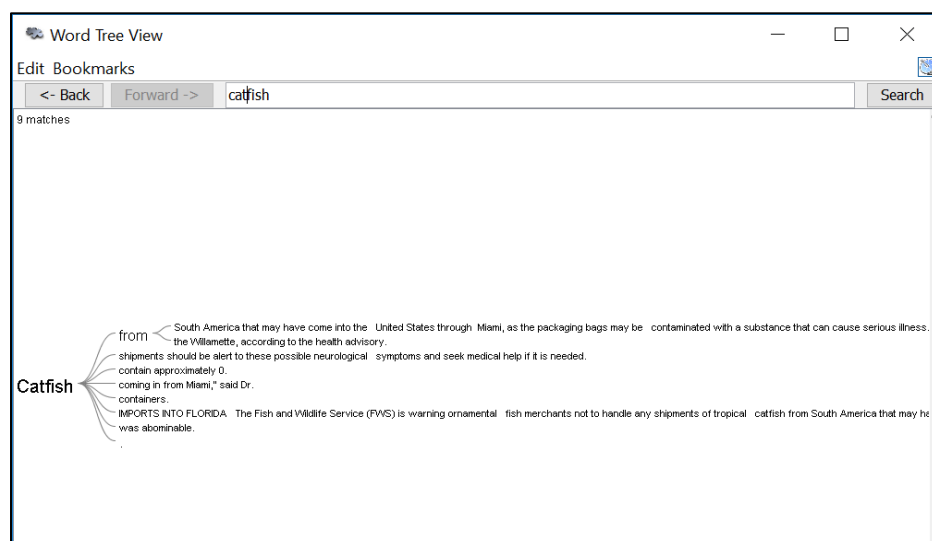 Word Tree View
Edit Bookmarks
<- Back Forward -> catfish Search
9 matches
South America that may have come into the United States through Miami, as the packaging bags may be contaminated with a substance that can cause serious illness.
from
the Willamette, according to the health advisory.
shipments should be alert to these possible neurological symptoms and seek medical help if it is needed.
contain approximately 0.
Catfish
coming in from Miami," said Dr.
containers.
IMPORTS INTO FLORIDA The Fish and Wildlife Service (FWS) is warning ornamental fish merchants not to handle any shipments of tropical catfish from South America that may ha
was abominable.
.